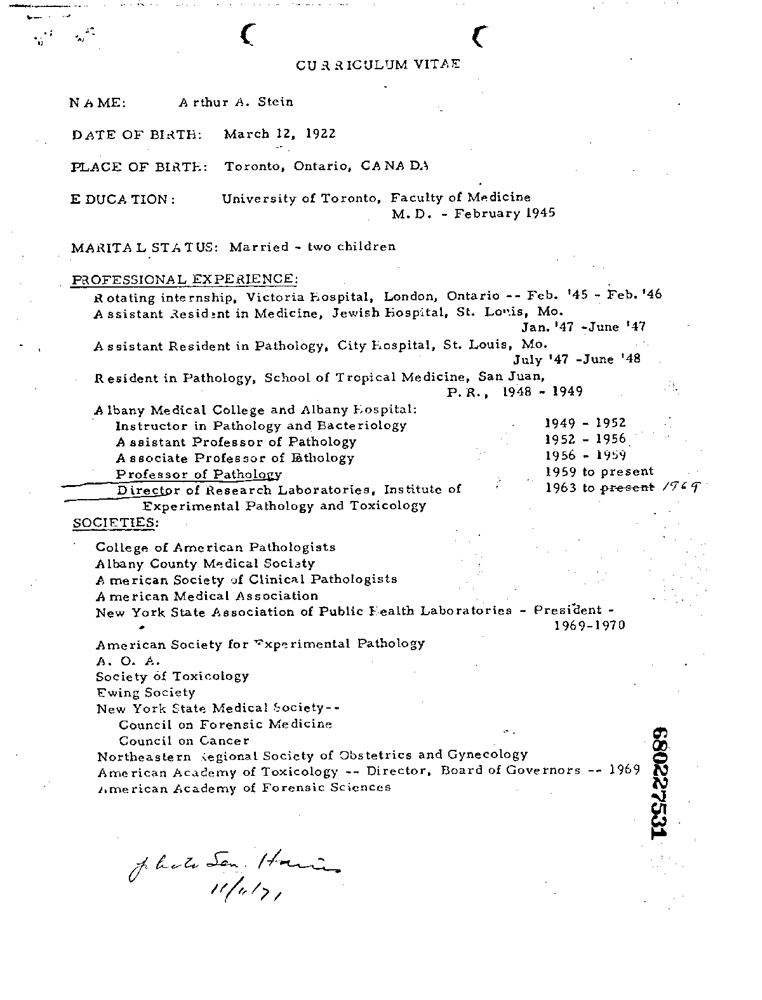 CURRICULUM VITAE
NAME: Arthur A. Stein
DATE OF BIRTH: March 12, 1922
PLACE OF BIRTH: Toronto, Ontario, CANADA
EDUCATION: University of Toronto, Faculty of Medicine
M. D. - February 1945
MARITAL STATUS: Married - two children
PROFESSIONAL EXPERIENCE:
Rotating internship, Victoria Hospital, London, Ontario -- Feb. '45 - Feb. '46
Assistant Resident in Medicine, Jewish Hospital, St. Louis, Mo.
Jan. '47 -June '47
Assistant Resident in Pathology, City Hospital, St. Louis, Mo.
July '47 -June '48
Resident in Pathology, School of Tropical Medicine, San Juan,
P. R., 1948 - 1949
Albany Medical College and Albany Hospital:
Instructor in Pathology and Bacteriology 1949 - 1952
Assistant Professor of Pathology 1952 - 1956
Associate Professor of Pathology 1956 - 1959
Professor of Pathology 1959 to present
Director of Research Laboratories, Institute of 1963 to present 1969
Experimental Pathology and Toxicology
SOCIETIES:
College of American Pathologists
Albany County Medical Society
American Society of Clinical Pathologists
American Medical Association
New York State Association of Public Health Laboratories - President -
1969-1970
American Society for Experimental Pathology
A. O. A.
Society of Toxicology
Ewing Society
New York State Medical Society--
Council on Forensic Medicine
Council on Cancer
Northeastern Regional Society of Obstetrics and Gynecology
American Academy of Toxicology -- Director, Board of Governors -- 1969
American Academy of Forensic Sciences
680227531